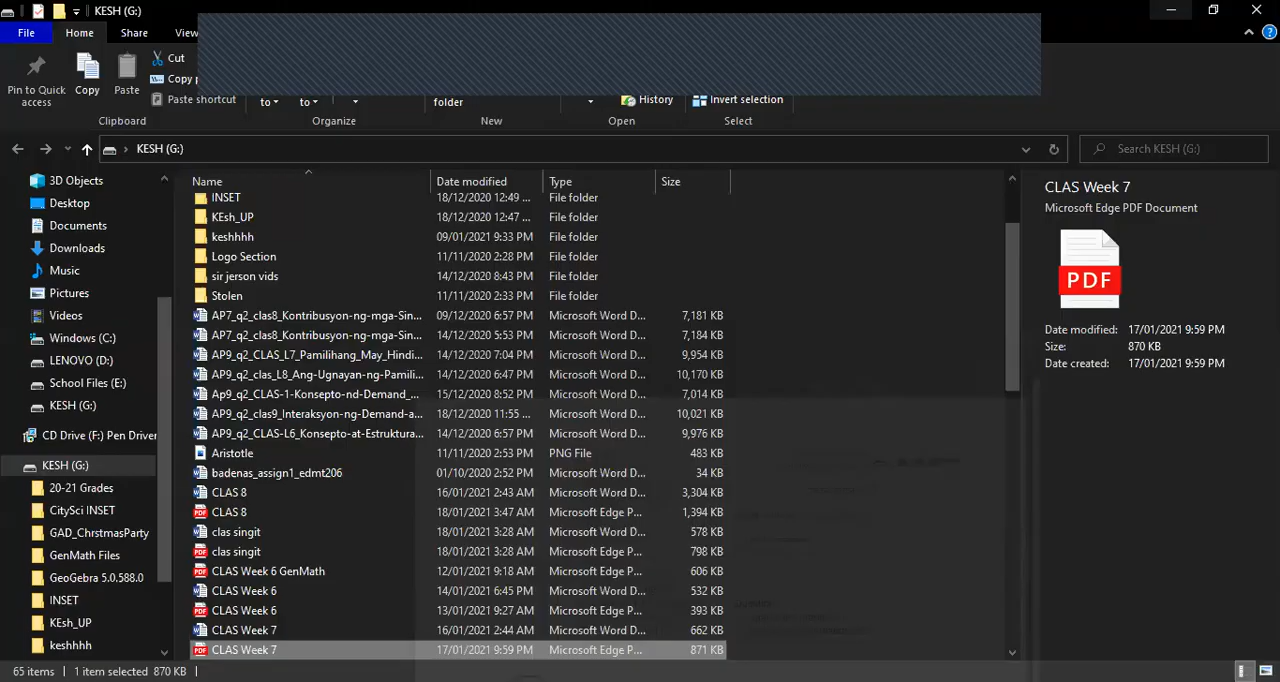 KESH (G:)
File Home Share View
Pin to Quick access
Copy
Paste
Cut
Copy
Paste shortcut
to
to
folder
History
Invert selection
Clipboard Organize New Open Select
KESH (G:)
Search KESH (G:)
3D Objects
Desktop
Documents
Downloads
Music
Pictures
Videos
Windows (C:)
LENOVO (D:)
School Files (E:)
KESH (G:)
CD Drive (F:) Pen Driver
KESH (G:)
20-21 Grades
CitySci INSET
GAD_ChrstmasParty
GenMath Files
GeoGebra 5.0.588.0
INSET
KEsh_UP
keshhhh
Name Date modified Type Size
INSET 18/12/2020 12:49 ... File folder
KEsh_UP 18/12/2020 12:47 ... File folder
keshhhh 09/01/2021 9:33 PM File folder
Logo Section 11/11/2020 2:28 PM File folder
sir jerson vids 14/12/2020 8:43 PM File folder
Stolen 11/11/2020 2:33 PM File folder
AP7_q2_clas8_Kontribusyon-ng-mga-Sin... 09/12/2020 6:57 PM Microsoft Word D... 7,181 KB
AP7_q2_clas8_Kontribusyon-ng-mga-Sin... 14/12/2020 5:53 PM Microsoft Word D... 7,184 KB
AP9_q2_CLAS_L7_Pamilihang_May_Hindi... 14/12/2020 7:04 PM Microsoft Word D... 9,954 KB
AP9_q2_clas_L8_Ang-Ugnayan-ng-Pamili... 14/12/2020 6:47 PM Microsoft Word D... 10,170 KB
Ap9_q2_CLAS-1-Konsepto-nd-Demand_... 15/12/2020 8:52 PM Microsoft Word D... 7,014 KB
AP9_q2_clas9_Interaksyon-ng-Demand-a... 18/12/2020 11:55 ... Microsoft Word D... 10,021 KB
AP9_q2_CLAS-L6_Konsepto-at-Estruktura... 14/12/2020 6:57 PM Microsoft Word D... 9,976 KB
Aristotle 11/11/2020 2:53 PM PNG File 483 KB
badenas_assign1_edmt206 01/10/2020 2:52 PM Microsoft Word D... 34 KB
CLAS 8 16/01/2021 2:43 AM Microsoft Word D... 3,304 KB
CLAS 8 18/01/2021 3:47 AM Microsoft Edge P... 1,394 KB
clas singit 18/01/2021 3:28 AM Microsoft Word D... 578 KB
clas singit 18/01/2021 3:28 AM Microsoft Edge P... 798 KB
CLAS Week 6 GenMath 12/01/2021 9:18 AM Microsoft Edge P... 606 KB
CLAS Week 6 14/01/2021 6:45 PM Microsoft Word D... 532 KB
CLAS Week 6 13/01/2021 9:27 AM Microsoft Edge P... 393 KB
CLAS Week 7 16/01/2021 2:44 AM Microsoft Word D... 662 KB
CLAS Week 7 17/01/2021 9:59 PM Microsoft Edge P... 871 KB
CLAS Week 7
Microsoft Edge PDF Document
PDF
Date modified: 17/01/2021 9:59 PM
Size: 870 KB
Date created: 17/01/2021 9:59 PM
65 items 1 item selected 870 KB